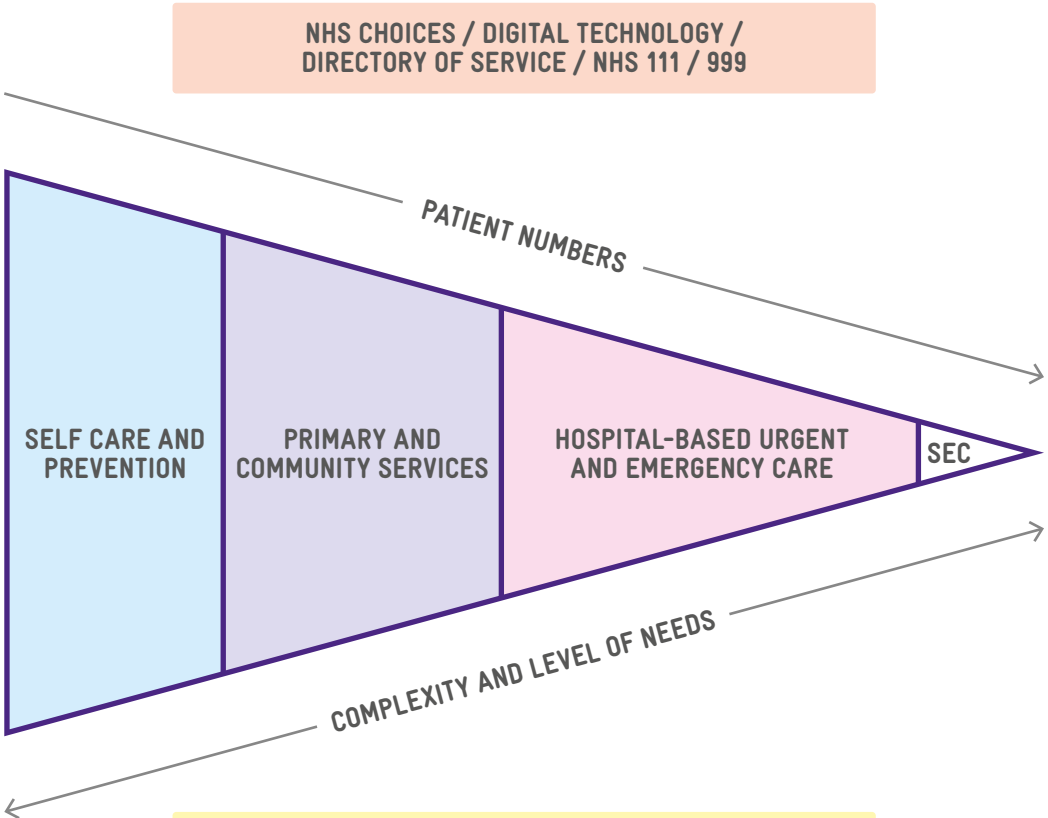 NHS CHOICES / DIGITAL TECHNOLOGY /
DIRECTORY OF SERVICE / NHS 111 / 999
PATIENT NUMBERS
SELF CARE AND
PREVENTION
PRIMARY AND
COMMUNITY SERVICES
HOSPITAL-BASED URGENT
AND EMERGENCY CARE
SEC
COMPLEXITY AND LEVEL OF NEEDS